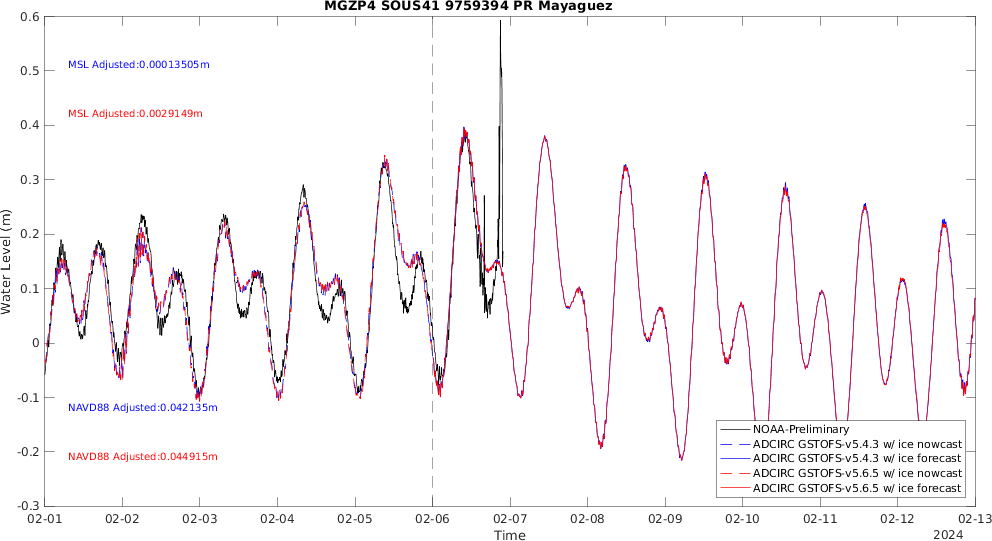 MGZP4 SOUS41 9759394 PR Mayaguez
0.6
0.5
0.4
0.3
0.2
0.1
0
-0.1
-0.2
-0.3
Water Level (m)
MSL Adjusted:0.00013505m
MSL Adjusted:0.0029149m
NAVD88 Adjusted:0.042135m
NAVD88 Adjusted:0.044915m
NOAA-Preliminary
ADCIRC GSTOFS-v5.4.3 w/ ice nowcast
ADCIRC GSTOFS-v5.4.3 w/ ice forecast
ADCIRC GSTOFS-v5.6.5 w/ ice nowcast
ADCIRC GSTOFS-v5.6.5 w/ ice forecast
02-01 02-02 02-03 02-04 02-05 02-06 02-07 02-08 02-09 02-10 02-11 02-12 02-13
Time
2024